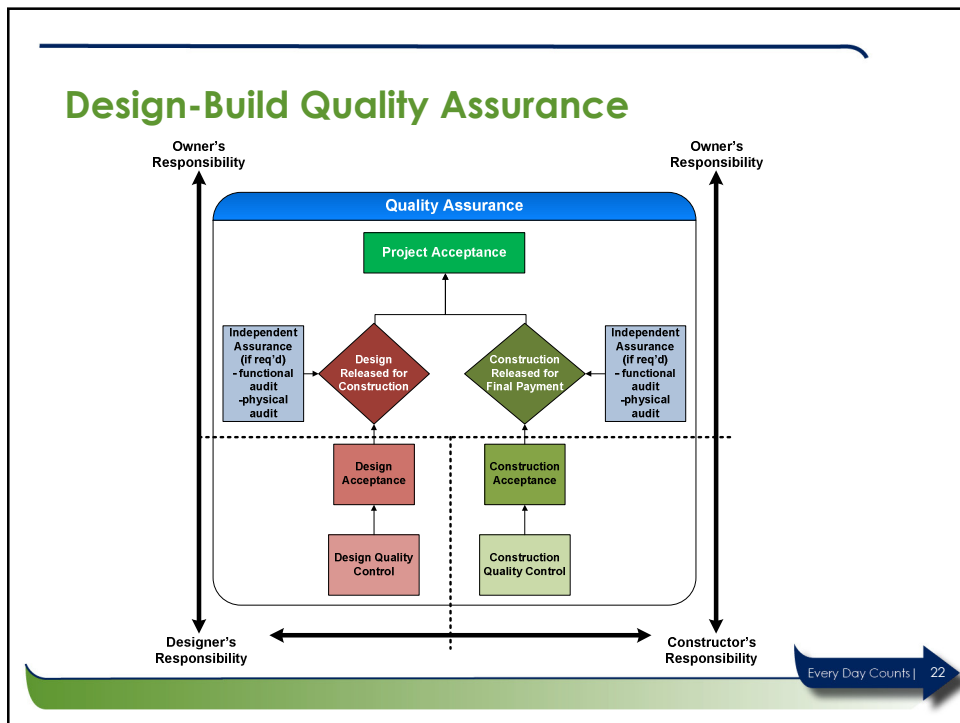 Design-Build Quality Assurance
Owner's
Responsibility
Owner's
Responsibility
Quality Assurance
Project Acceptance
Independent
Assurance
(if req'd)
- functional
audit
-physical
audit
Design
Released for
Construction
Construction
Released for
Final Payment
Independent
Assurance
(if req'd)
- functional
audit
-physical
audit
Design
Acceptance
Construction
Acceptance
Design Quality
Control
Construction
Quality Control
Designer's
Responsibility
Constructor's
Responsibility
Every Day Counts| 22